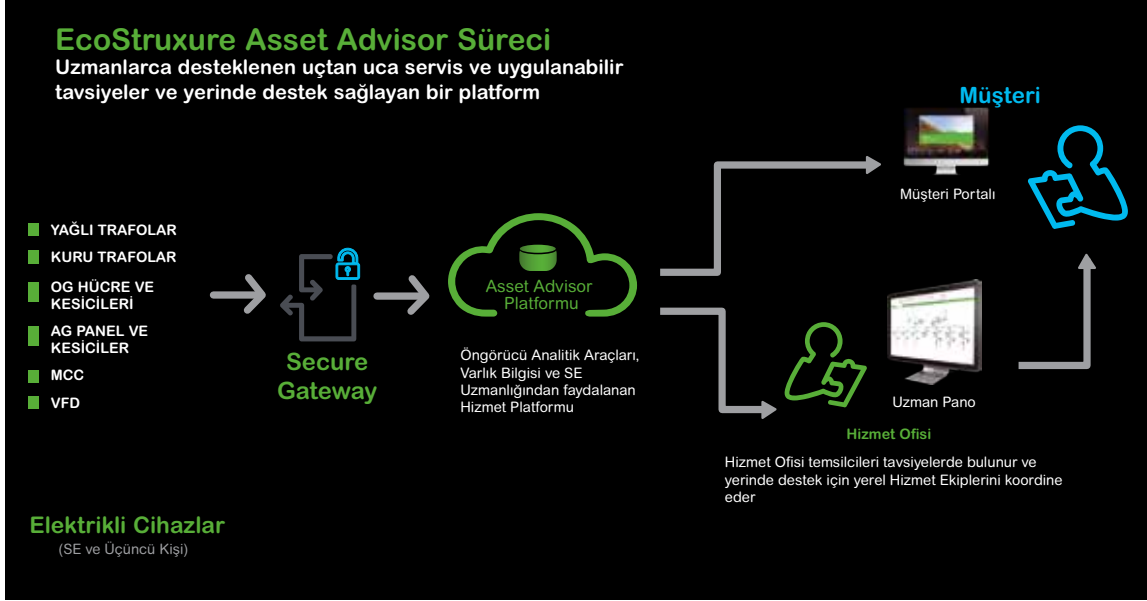 EcoStruxure Asset Advisor Süreci
Uzmanlarca desteklenen uçtan uca servis ve uygulanabilir
tavsiyeler ve yerinde destek sağlayan bir platform
Müşteri
Müşteri Portalı
YAĞLI TRAFOLAR
KURU TRAFOLAR
OG HÜCRE VE
KESİCİLERİ
AG PANEL VE
KESİCİLER
MCC
VFD
Secure
Gateway
Asset Advisor
Platformu
Öngörücü Analitik Araçları,
Varlık Bilgisi ve SE
Uzmanlığından faydalanan
Hizmet Platformu
Uzman Pano
Hizmet Ofisi
Hizmet Ofisi temsilcileri tavsiyelerde bulunur ve
yerinde destek için yerel Hizmet Ekiplerini koordine
eder
Elektrikli Cihazlar
(SE ve Üçüncü Kişi)